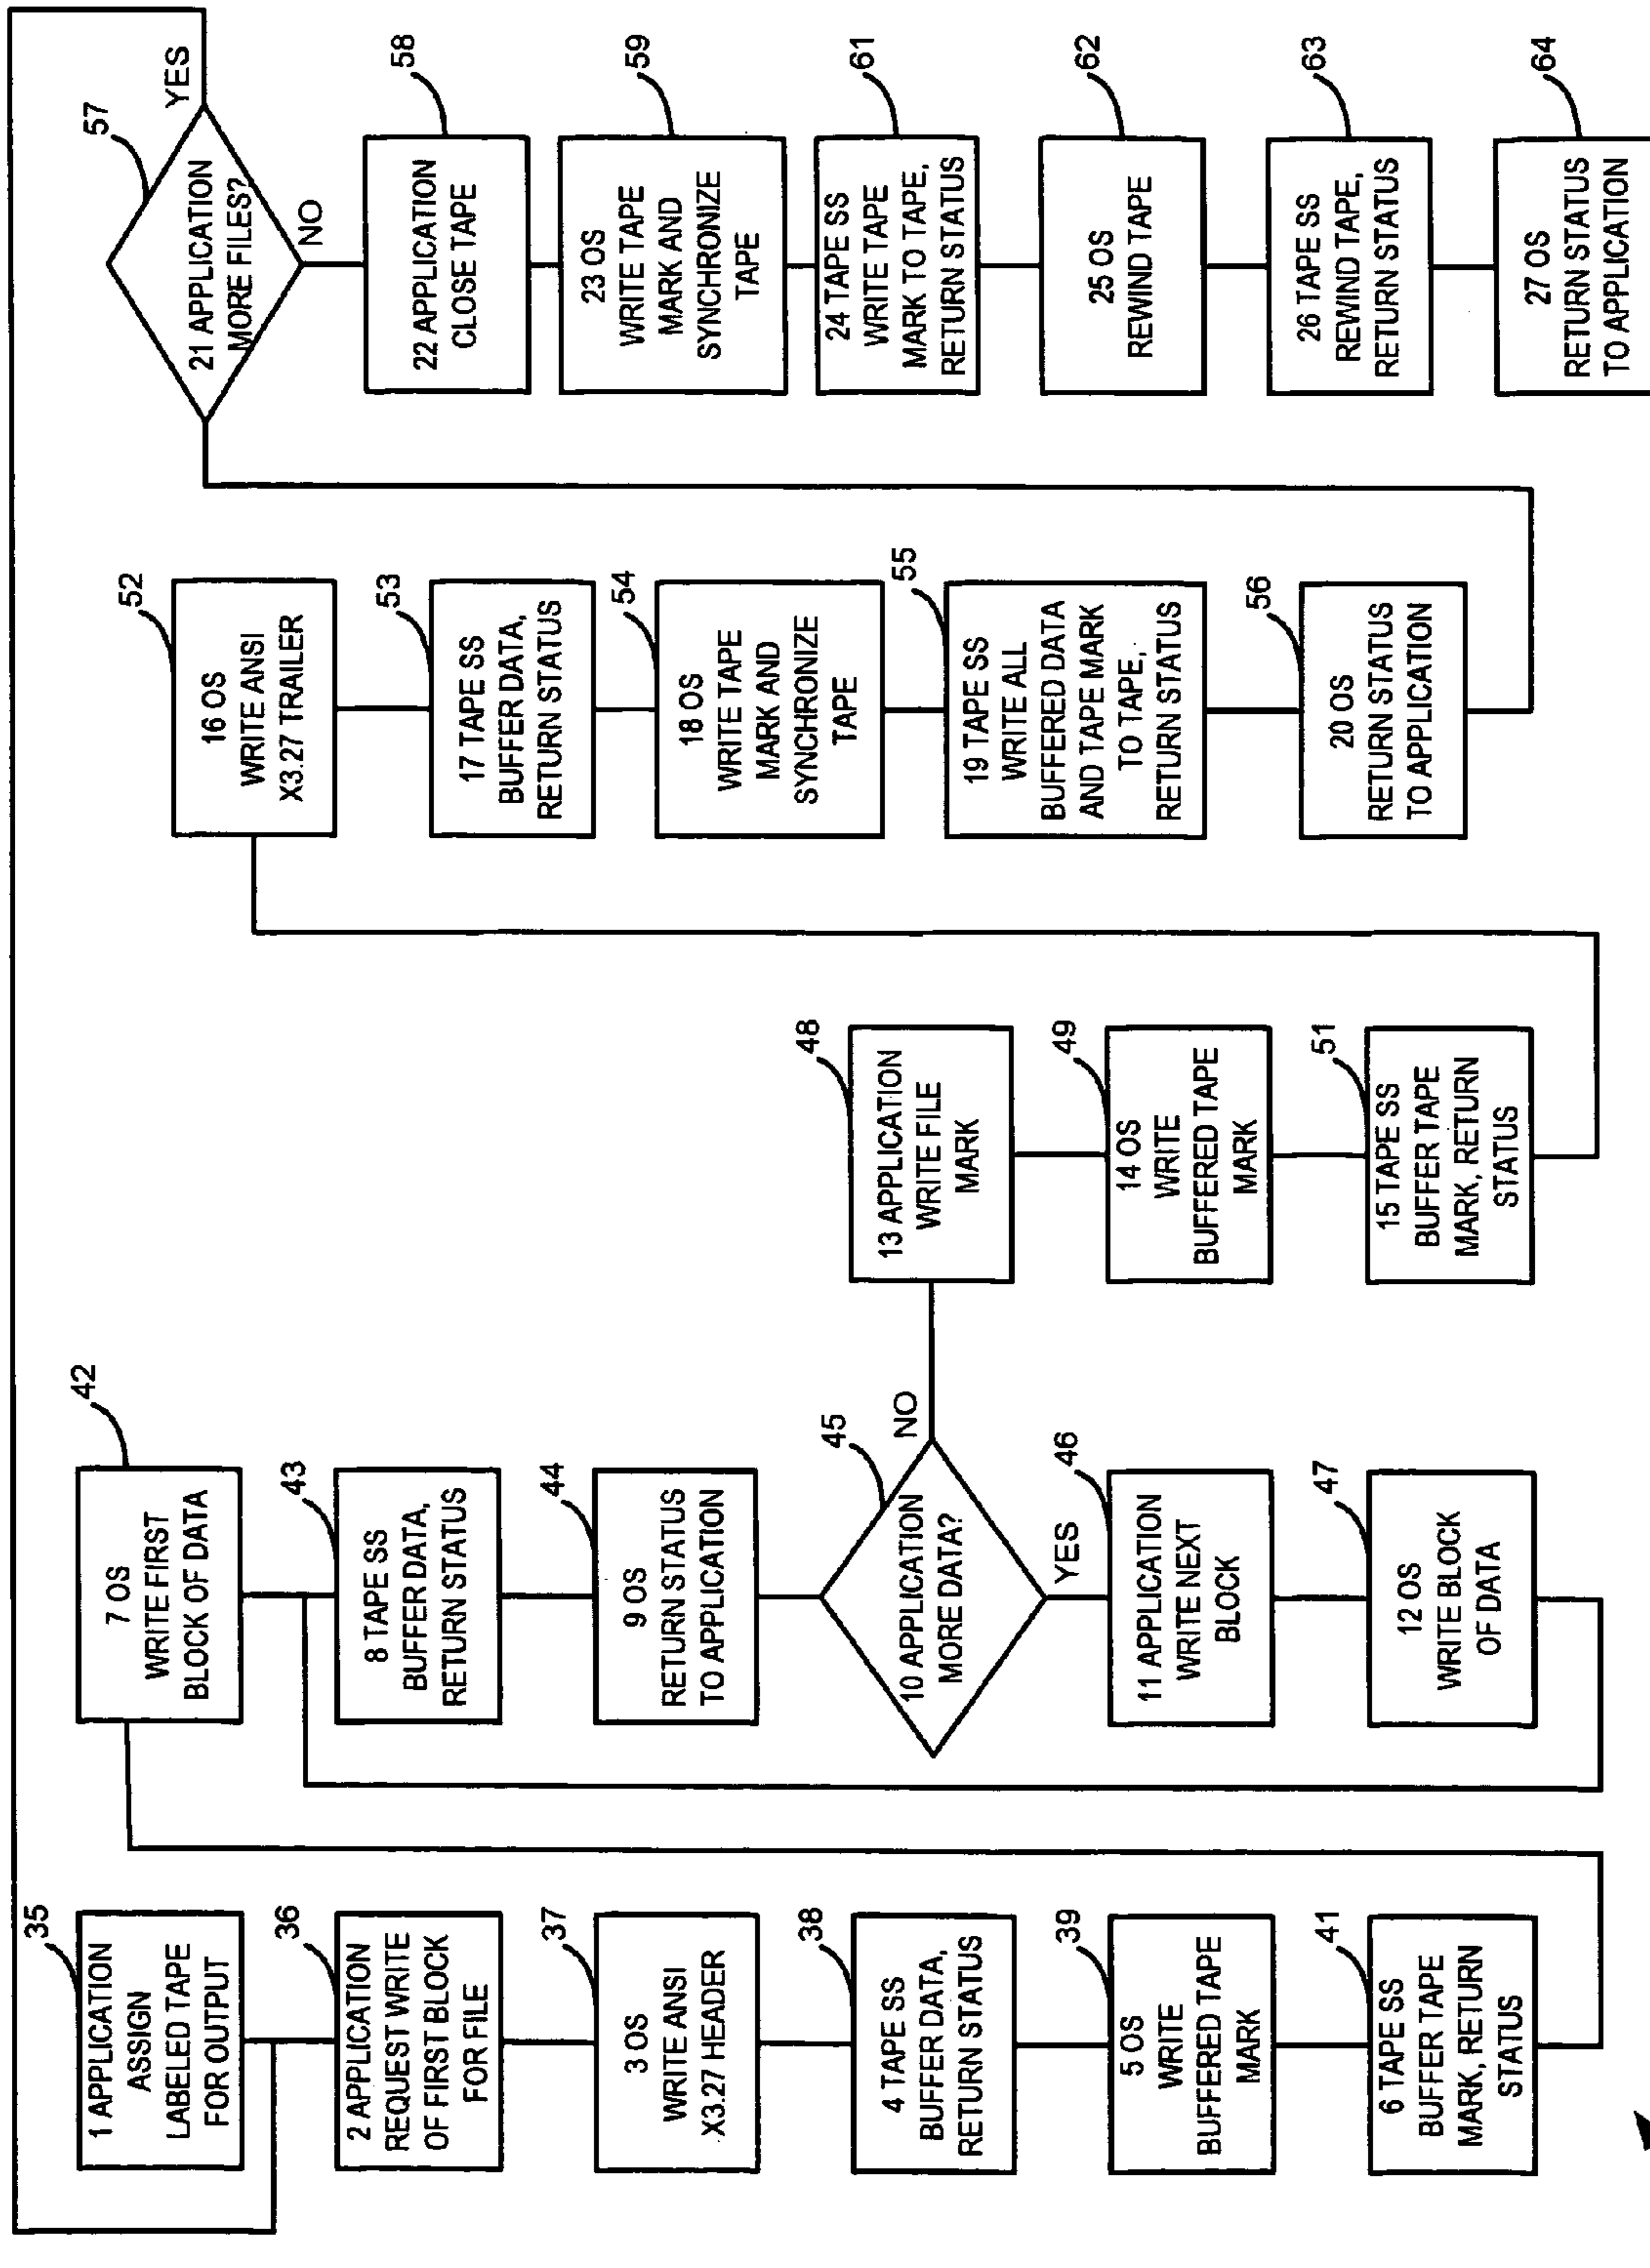 35
1 APPLICATION
ASSIGN
LABELED TAPE
FOR OUTPUT
36
2 APPLICATION
REQUEST WRITE
OF FIRST BLOCK
FOR FILE
37
3 OS
WRITE ANSI
X3.27 HEADER
38
4 TAPE SS
BUFFER DATA,
RETURN STATUS
39
5 OS
WRITE
BUFFERED TAPE
MARK
41
6 TAPE SS
BUFFER TAPE
MARK, RETURN
STATUS
42
7 OS
WRITE FIRST
BLOCK OF DATA
43
8 TAPE SS
BUFFER DATA,
RETURN STATUS
44
9 OS
RETURN STATUS
TO APPLICATION
45
10 APPLICATION
MORE DATA?
NO
YES
46
11 APPLICATION
WRITE NEXT
BLOCK
47
12 OS
WRITE BLOCK
OF DATA
48
13 APPLICATION
WRITE FILE
MARK
49
14 OS
WRITE
BUFFERED TAPE
MARK
51
15 TAPE SS
BUFFER TAPE
MARK, RETURN
STATUS
52
16 OS
WRITE ANSI
X3.27 TRAILER
53
17 TAPE SS
BUFFER DATA,
RETURN STATUS
54
18 OS
WRITE TAPE
MARK AND
SYNCHRONIZE
TAPE
55
19 TAPE SS
WRITE ALL
BUFFERED DATA
AND TAPE MARK
TO TAPE,
RETURN STATUS
56
20 OS
RETURN STATUS
TO APPLICATION
57
21 APPLICATION
MORE FILES?
YES
NO
58
22 APPLICATION
CLOSE TAPE
59
23 OS
WRITE TAPE
MARK AND
SYNCHRONIZE
TAPE
61
24 TAPE SS
WRITE TAPE
MARK TO TAPE,
RETURN STATUS
62
25 OS
REWIND TAPE
63
26 TAPE SS
REWIND TAPE,
RETURN STATUS
64
27 OS
RETURN STATUS
TO APPLICATION